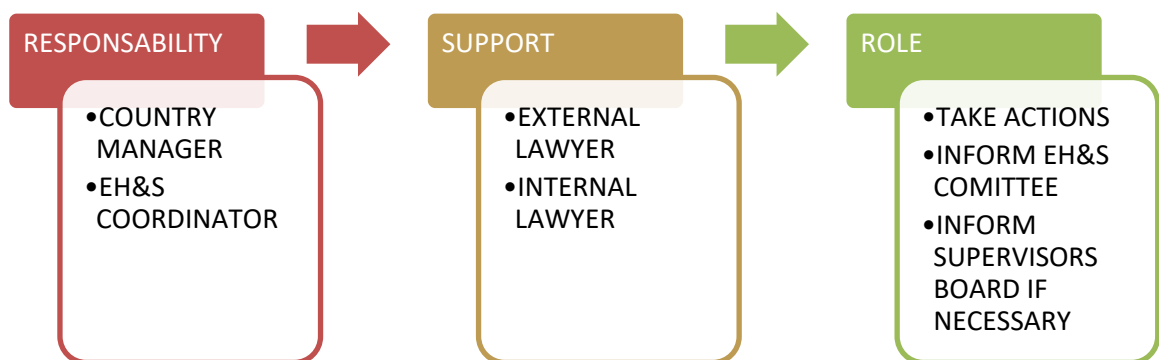 RESPONSABILITY
•COUNTRY
MANAGER
•EH&S
COORDINATOR
SUPPORT
•EXTERNAL
LAWYER
•INTERNAL
LAWYER
ROLE
•TAKE ACTIONS
•INFORM EH&S
COMITTEE
•INFORM
SUPERVISORS
BOARD IF
NECESSARY